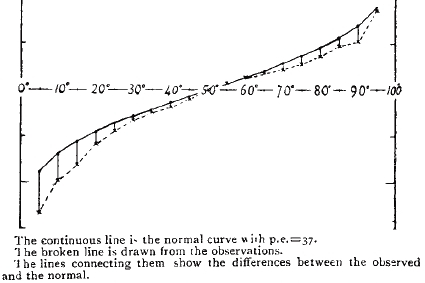 0° 10° 20° 30° 40° 50° 60° 70° 80° 90° 100
The continuous line is the normal curve with p.e.=37.
The broken line is drawn from the observations.
The lines connecting them show the differences between the observed
and the normal.